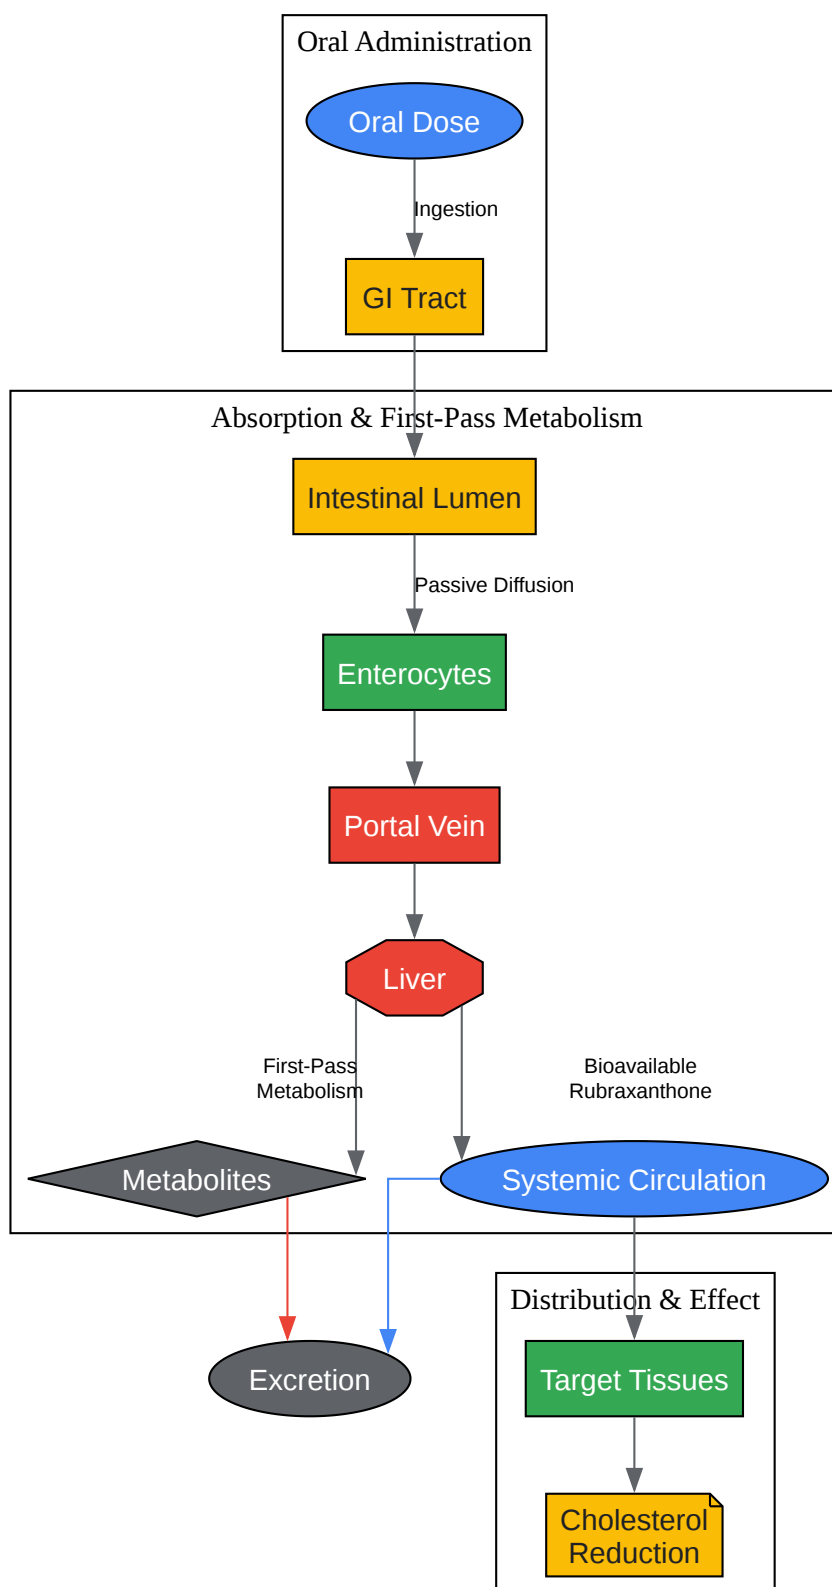 Oral Administration
Oral Dose
Ingestion
GI Tract
Absorption & First-Pass Metabolism
Intestinal Lumen
Passive Diffusion
Enterocytes
Portal Vein
Liver
First-Pass
Metabolism
Bioavailable
Rubraxanthone
Metabolites
Systemic Circulation
Distribution & Effect
Excretion
Target Tissues
Cholesterol
Reduction